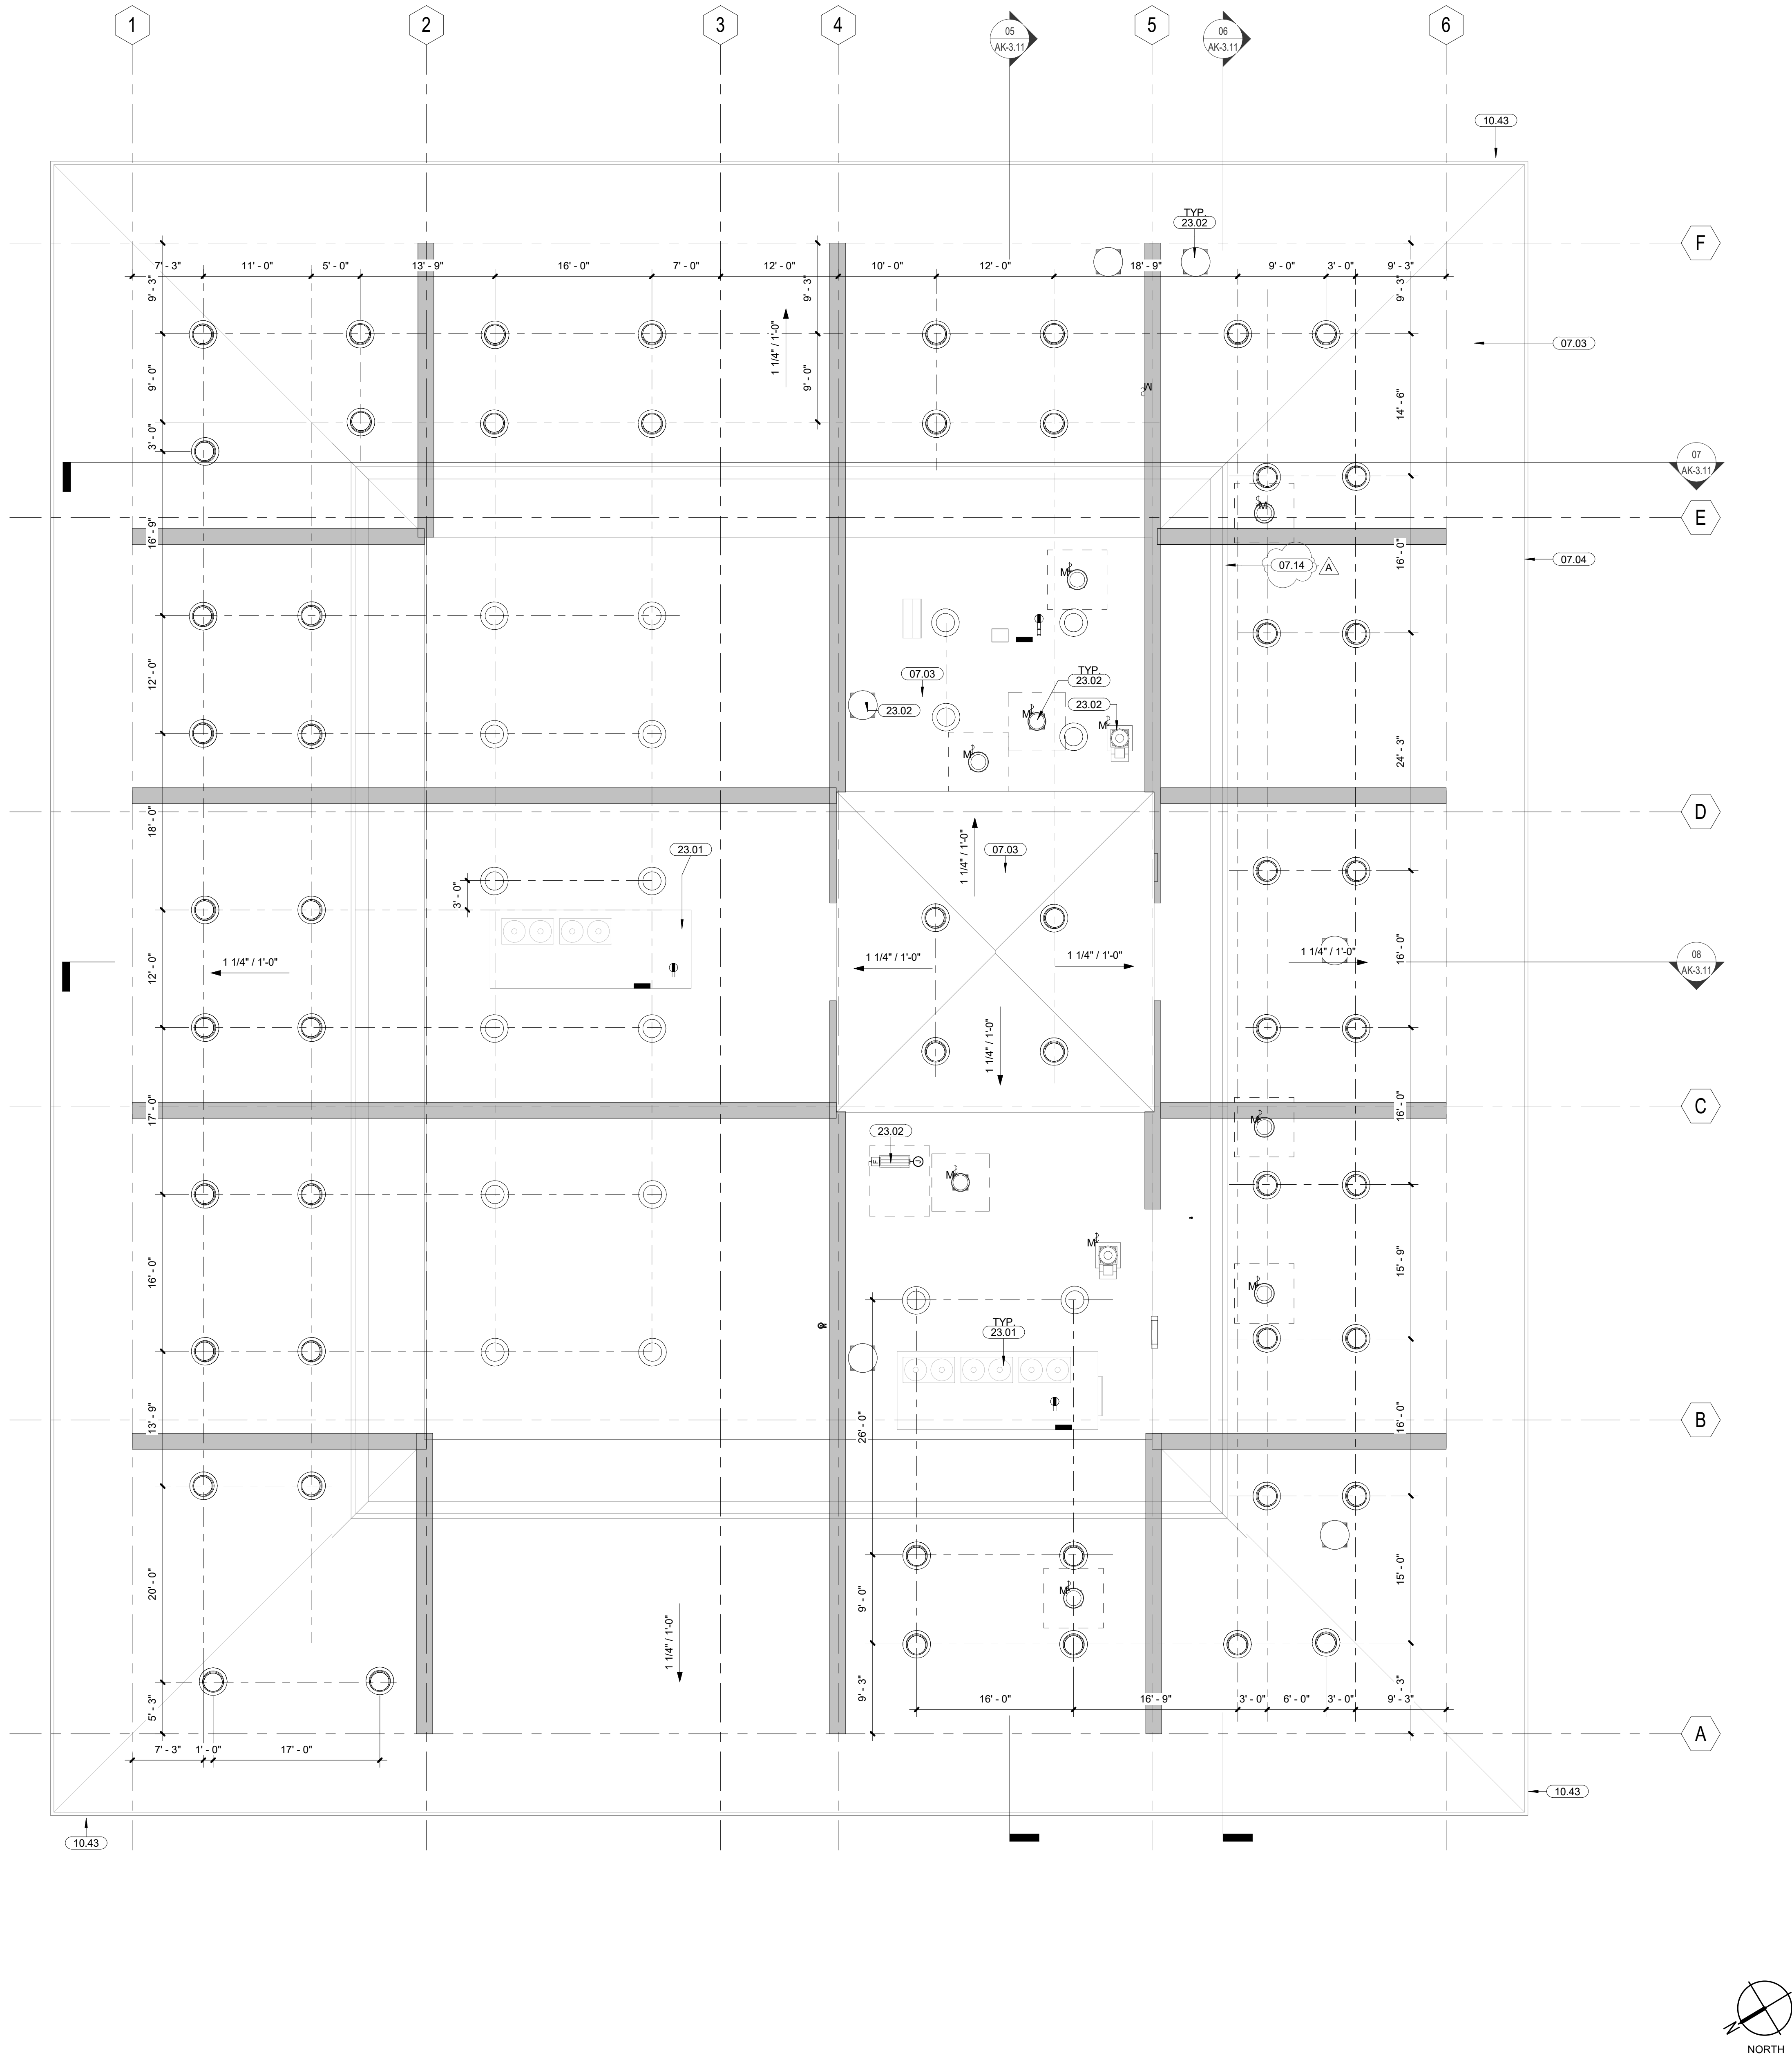 1 2 3 4 5 6
05
AK-3.11
06
AK-3.11
10.43
TYP.
23.02
F
7' - 3" 11' - 0" 5' - 0" 13' - 9" 16' - 0" 7' - 0" 12' - 0" 10' - 0" 12' - 0" 18' - 9" 9' - 0" 3' - 0" 9' - 3"
9' - 3"
9' - 3"
9' - 3"
1 1/4" / 1'-0"
07.03
9' - 0"
9' - 0"
M
14' - 6"
3' - 0"
07
AK-3.11
M
E
16' - 9"
16' - 0"
07.14
A
07.04
M
12' - 0"
07.03
TYP.
23.02
23.02
23.02
M
M
M
24' - 3"
D
18' - 0"
23.01
07.03
1 1/4" / 1'-0"
3' - 0"
12' - 0"
1 1/4" / 1'-0"
1 1/4" / 1'-0"
1 1/4" / 1'-0"
1 1/4" / 1'-0"
16' - 0"
08
AK-3.11
1 1/4" / 1'-0"
17' - 0"
16' - 0"
C
M
23.02
F
J
M
16' - 0"
M
15' - 9"
M
TYP.
23.01
13' - 9"
26' - 0"
16' - 0"
B
20' - 0"
9' - 0"
M
15' - 0"
1 1/4" / 1'-0"
5' - 3"
9' - 3"
9' - 3"
16' - 0" 16' - 9" 3' - 0" 6' - 0" 3' - 0" 9' - 3"
A
7' - 3" 1' - 0" 17' - 0"
10.43
10.43
N
NORTH